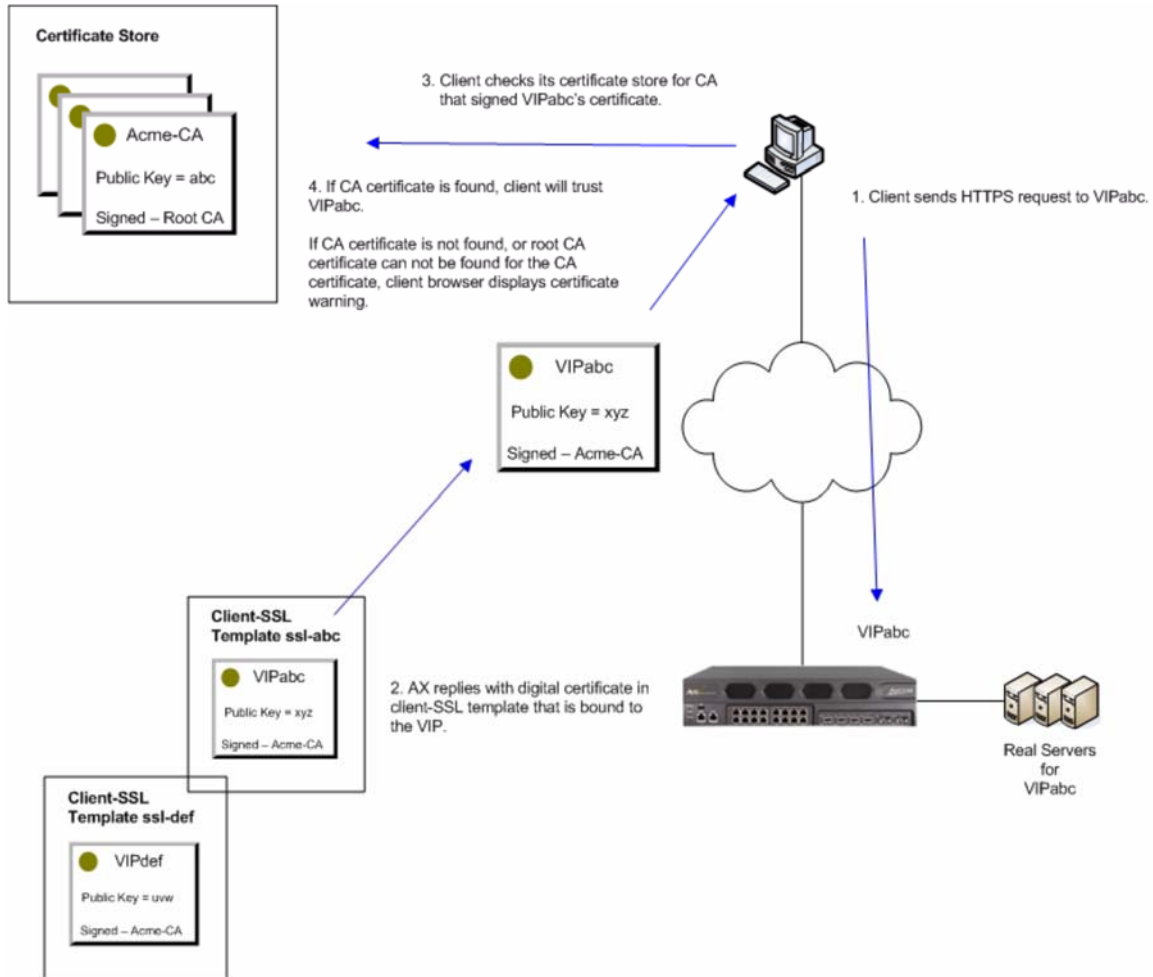 Certificate Store
Acme-CA
Public Key = abc
Signed – Root CA
3. Client checks its certificate store for CA
that signed VIPabc's certificate.
4. If CA certificate is found, client will trust
VIPabc.
If CA certificate is not found, or root CA
certificate can not be found for the CA
certificate, client browser displays certificate
warning.
1. Client sends HTTPS request to VIPabc.
VIPabc
Public Key = xyz
Signed – Acme-CA
Client-SSL
Template ssl-abc
VIPabc
Public Key = xyz
Signed – Acme-CA
2. AX replies with digital certificate in
client-SSL template that is bound to
the VIP.
VIPabc
Real Servers
for
VIPabc
Client-SSL
Template ssl-def
VIPdef
Public Key = uvw
Signed – Acme-CA